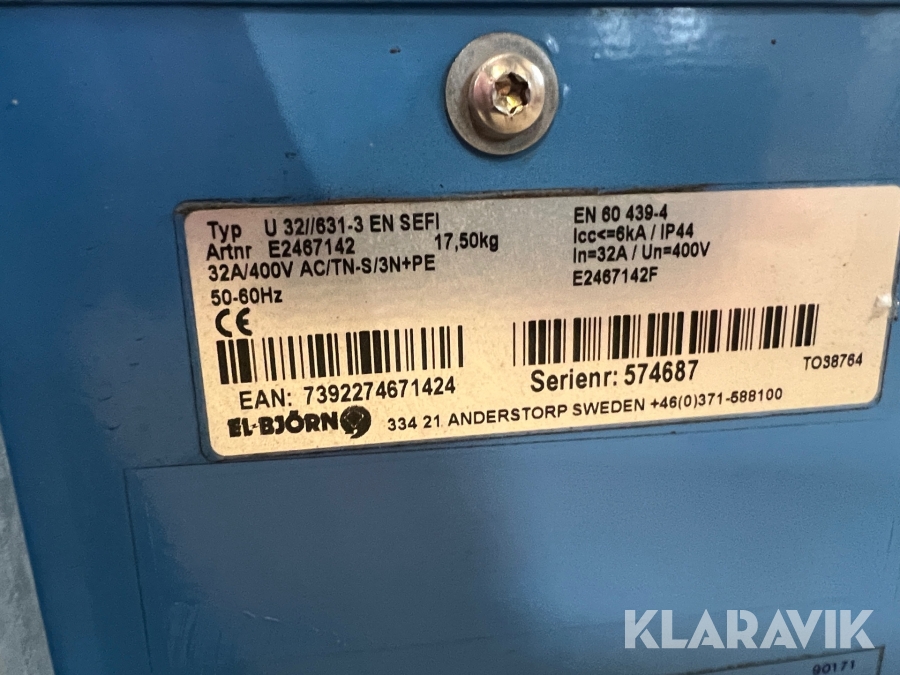 Typ U 32//631-3 EN SEFI
Artnr E2467142 17,50kg
32A/400V AC/TN-S/3N+PE
50-60Hz
CE
EN 60 439-4
Icc<=6kA / IP44
In=32A / Un=400V
E2467142F
EAN: 7392274671424
Serienr: 574687
TO38764
EL-BJÖRN
334 21 ANDERSTORP SWEDEN +46(0)371-588100
KLARAVIK
90171